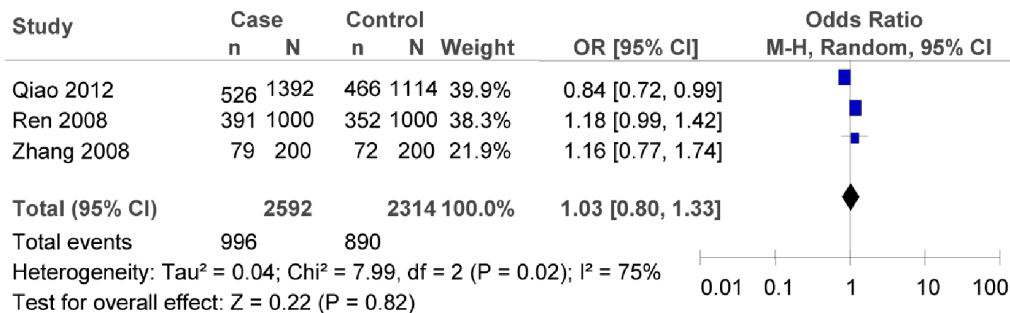 Study Case Control Odds Ratio
n N n N Weight OR [95% CI] M-H, Random, 95% CI
Qiao 2012 526 1392 466 1114 39.9% 0.84 [0.72, 0.99]
Ren 2008 391 1000 352 1000 38.3% 1.18 [0.99, 1.42]
Zhang 2008 79 200 72 200 21.9% 1.16 [0.77, 1.74]
Total (95% CI) 2592 2314 100.0% 1.03 [0.80, 1.33]
Total events 996 890
Heterogeneity: Tau² = 0.04; Chi² = 7.99, df = 2 (P = 0.02); I² = 75%
Test for overall effect: Z = 0.22 (P = 0.82)
0.01 0.1 1 10 100